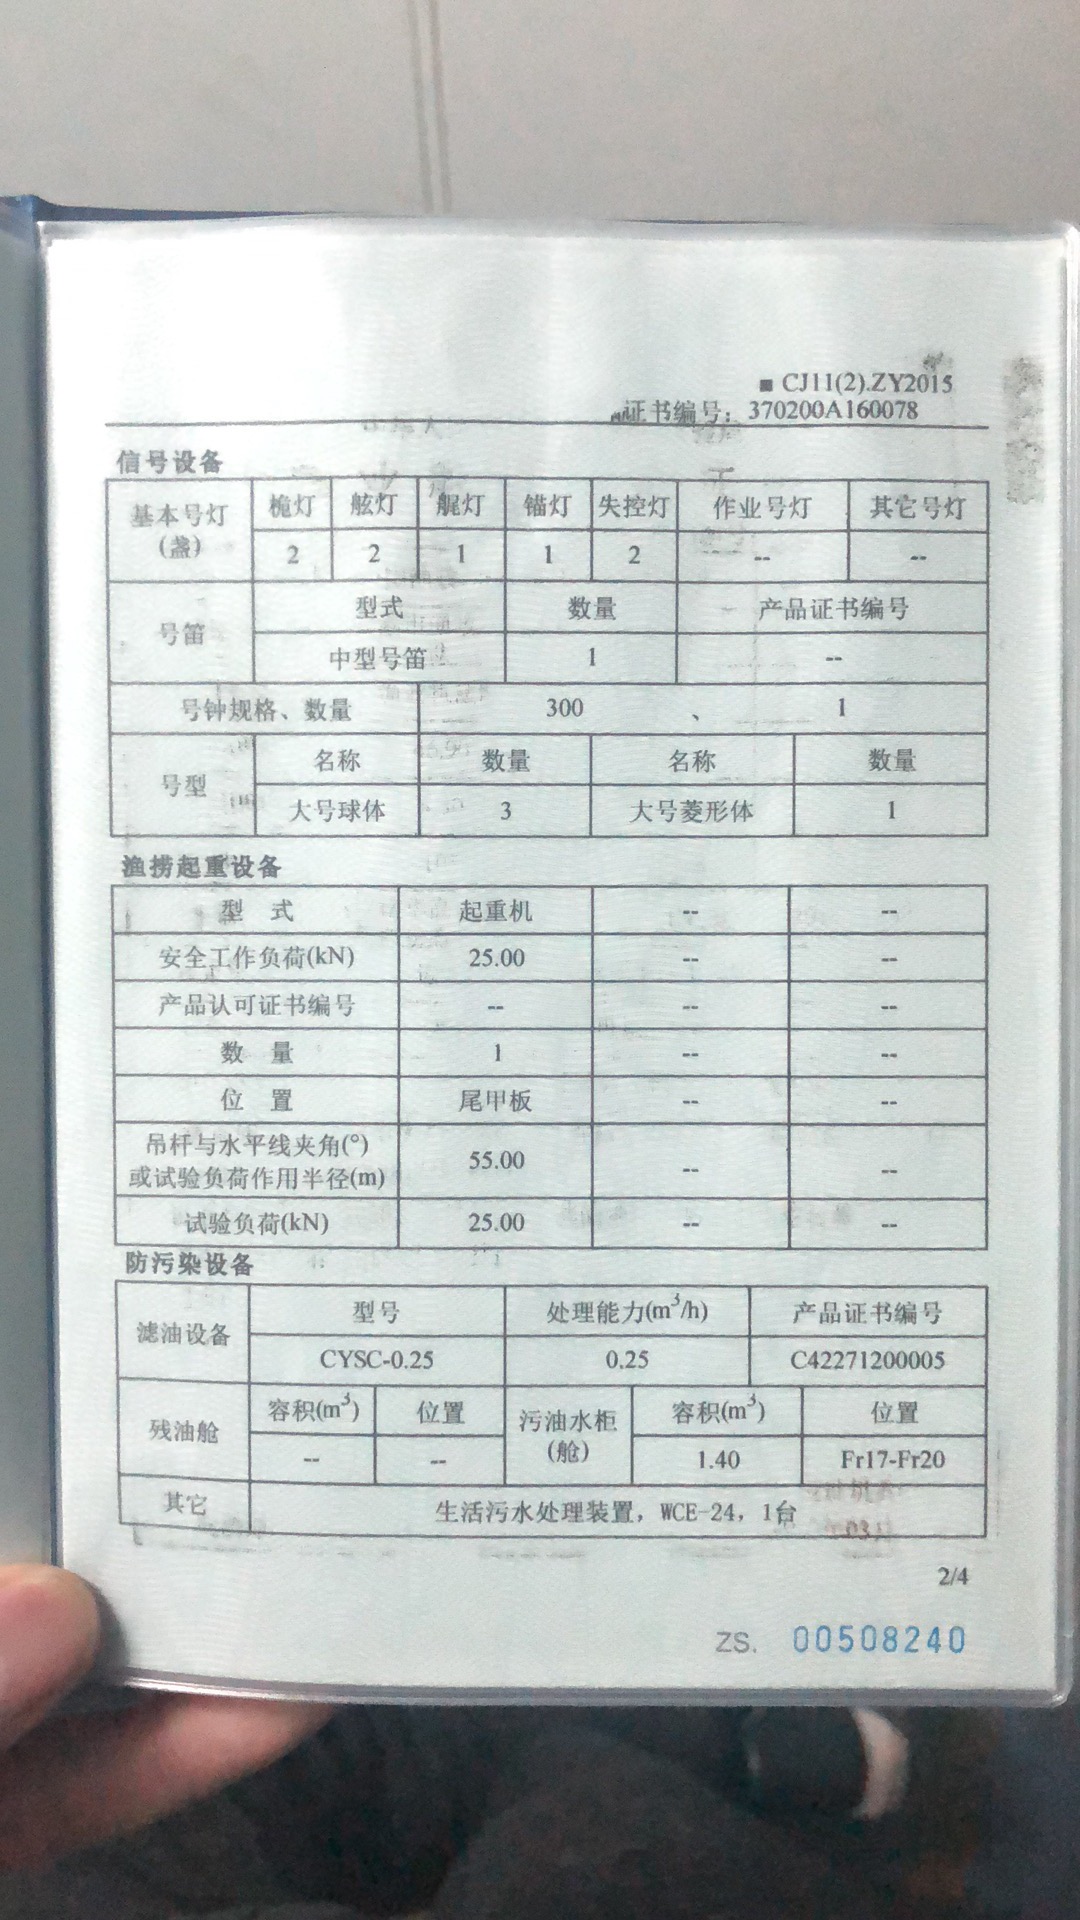 ■ CJ11(2).ZY2015
证书编号：370200A160078
信号设备
基本号灯(盏) 桅灯 舷灯 艉灯 锚灯 失控灯 作业号灯 其它号灯
2 2 1 1 2 -- --
号笛 型式 数量 产品证书编号
中型号笛 1 --
号钟规格、数量 300 、 1
号型 名称 数量 名称 数量
大号球体 3 大号菱形体 1
渔捞起重设备
型 式 起重机 -- --
安全工作负荷(kN) 25.00 -- --
产品认可证书编号 -- -- --
数 量 1 -- --
位 置 尾甲板 -- --
吊杆与水平线夹角(°)
或试验负荷作用半径(m) 55.00 -- --
试验负荷(kN) 25.00 -- --
防污染设备
滤油设备 型号 处理能力(m³/h) 产品证书编号
CYSC-0.25 0.25 C42271200005
残油舱 容积(m³) 位置 污油水柜(舱) 容积(m³) 位置
-- -- 1.40 Fr17-Fr20
其它 生活污水处理装置，WCE-24，1台
2/4
ZS. 00508240